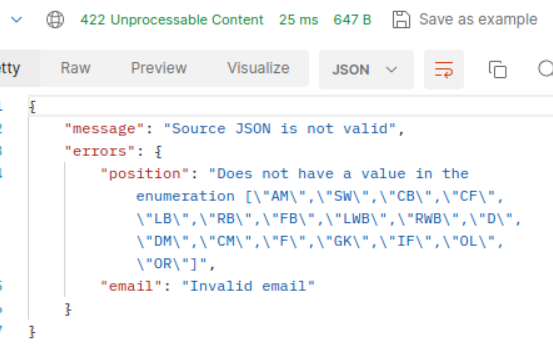 422 Unprocessable Content 25 ms 647 B Save as example
etty Raw Preview Visualize JSON
1 {
2 "message": "Source JSON is not valid",
3 "errors": {
4 "position": "Does not have a value in the
enumeration [\"AM\",\"SW\",\"CB\",\"CF\",
\"LB\",\"RB\",\"FB\",\"LWB\",\"RWB\",\"D\",
\"DM\",\"CM\",\"F\",\"GK\",\"IF\",\"OL\",
\"OR\"]",
5 "email": "Invalid email"
6 }
7 }